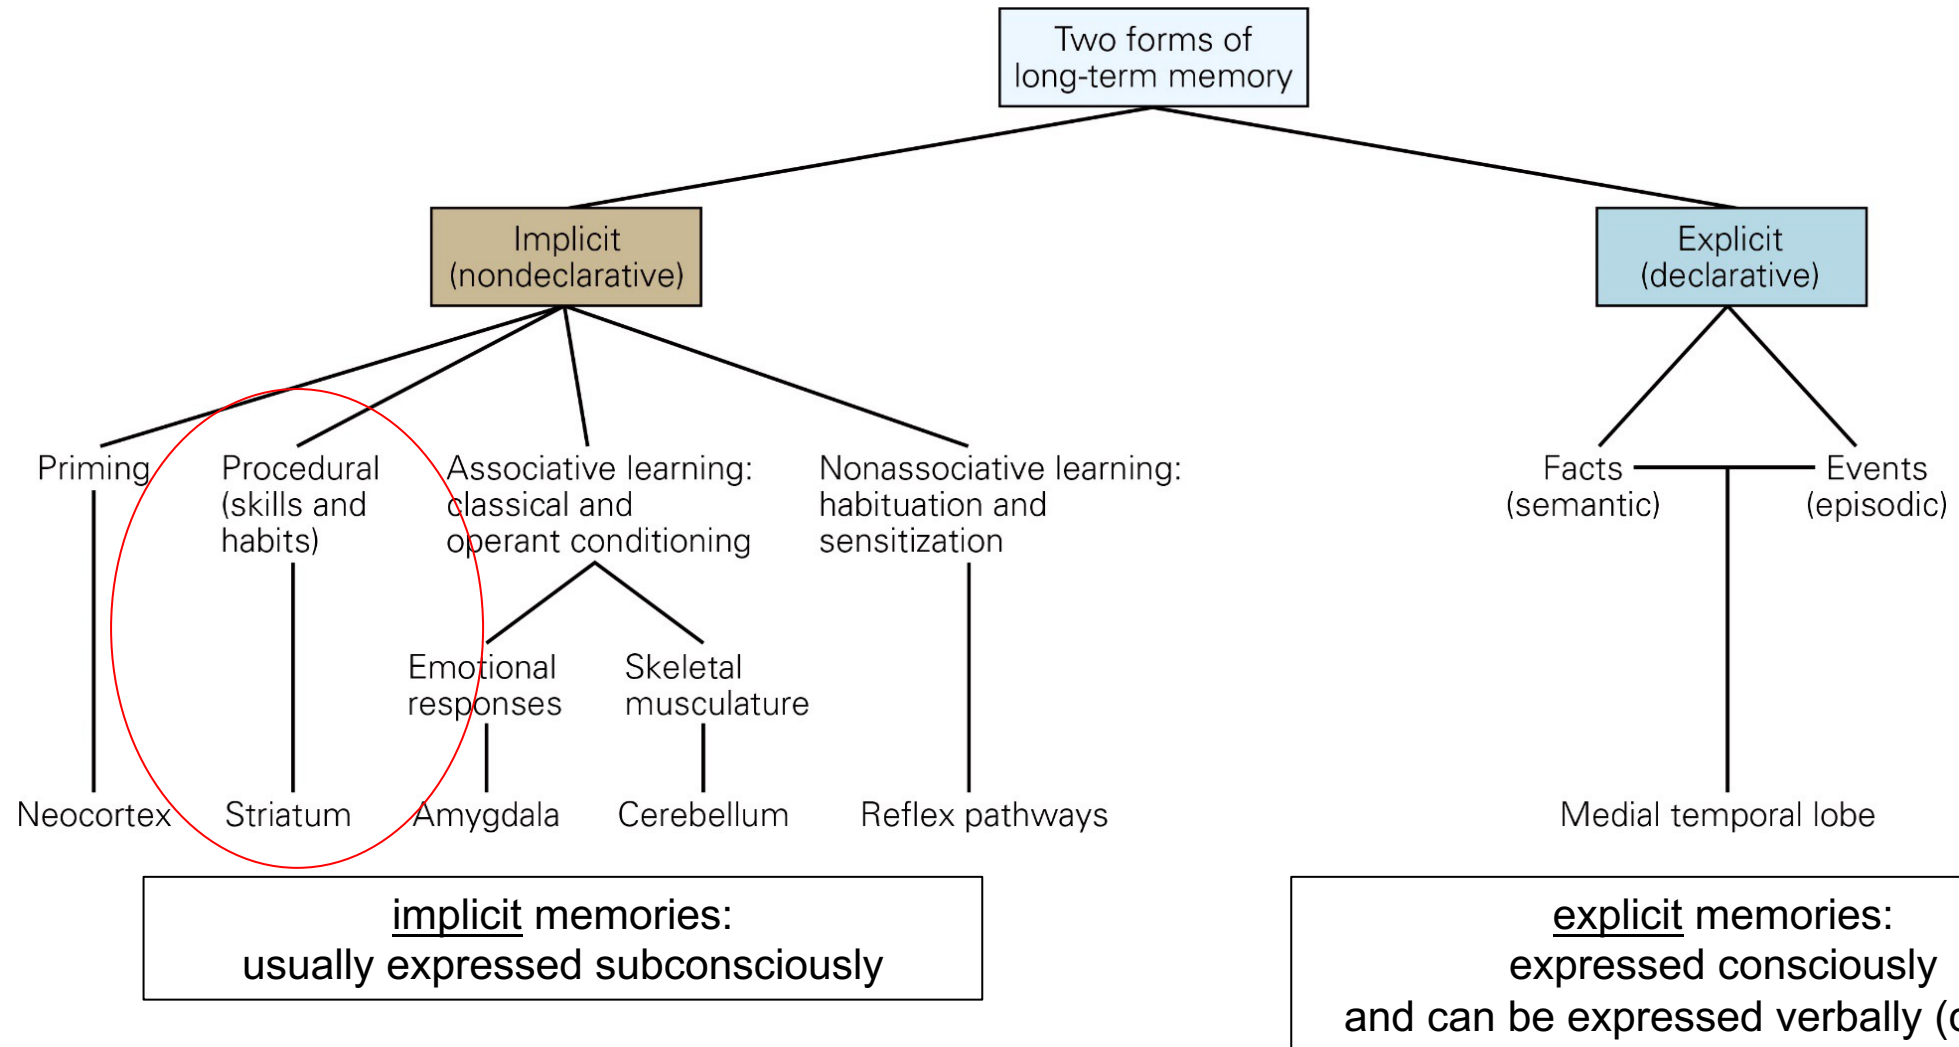 Two forms of
long-term memory
Implicit
(nondeclarative)
Explicit
(declarative)
Priming
Procedural
(skills and
habits)
Associative learning:
classical and
operant conditioning
Nonassociative learning:
habituation and
sensitization
Facts
(semantic)
Events
(episodic)
Emotional
responses
Skeletal
musculature
Neocortex
Striatum
Amygdala
Cerebellum
Reflex pathways
Medial temporal lobe
implicit memories:
usually expressed subconsciously
explicit memories:
expressed consciously
and can be expressed verbally